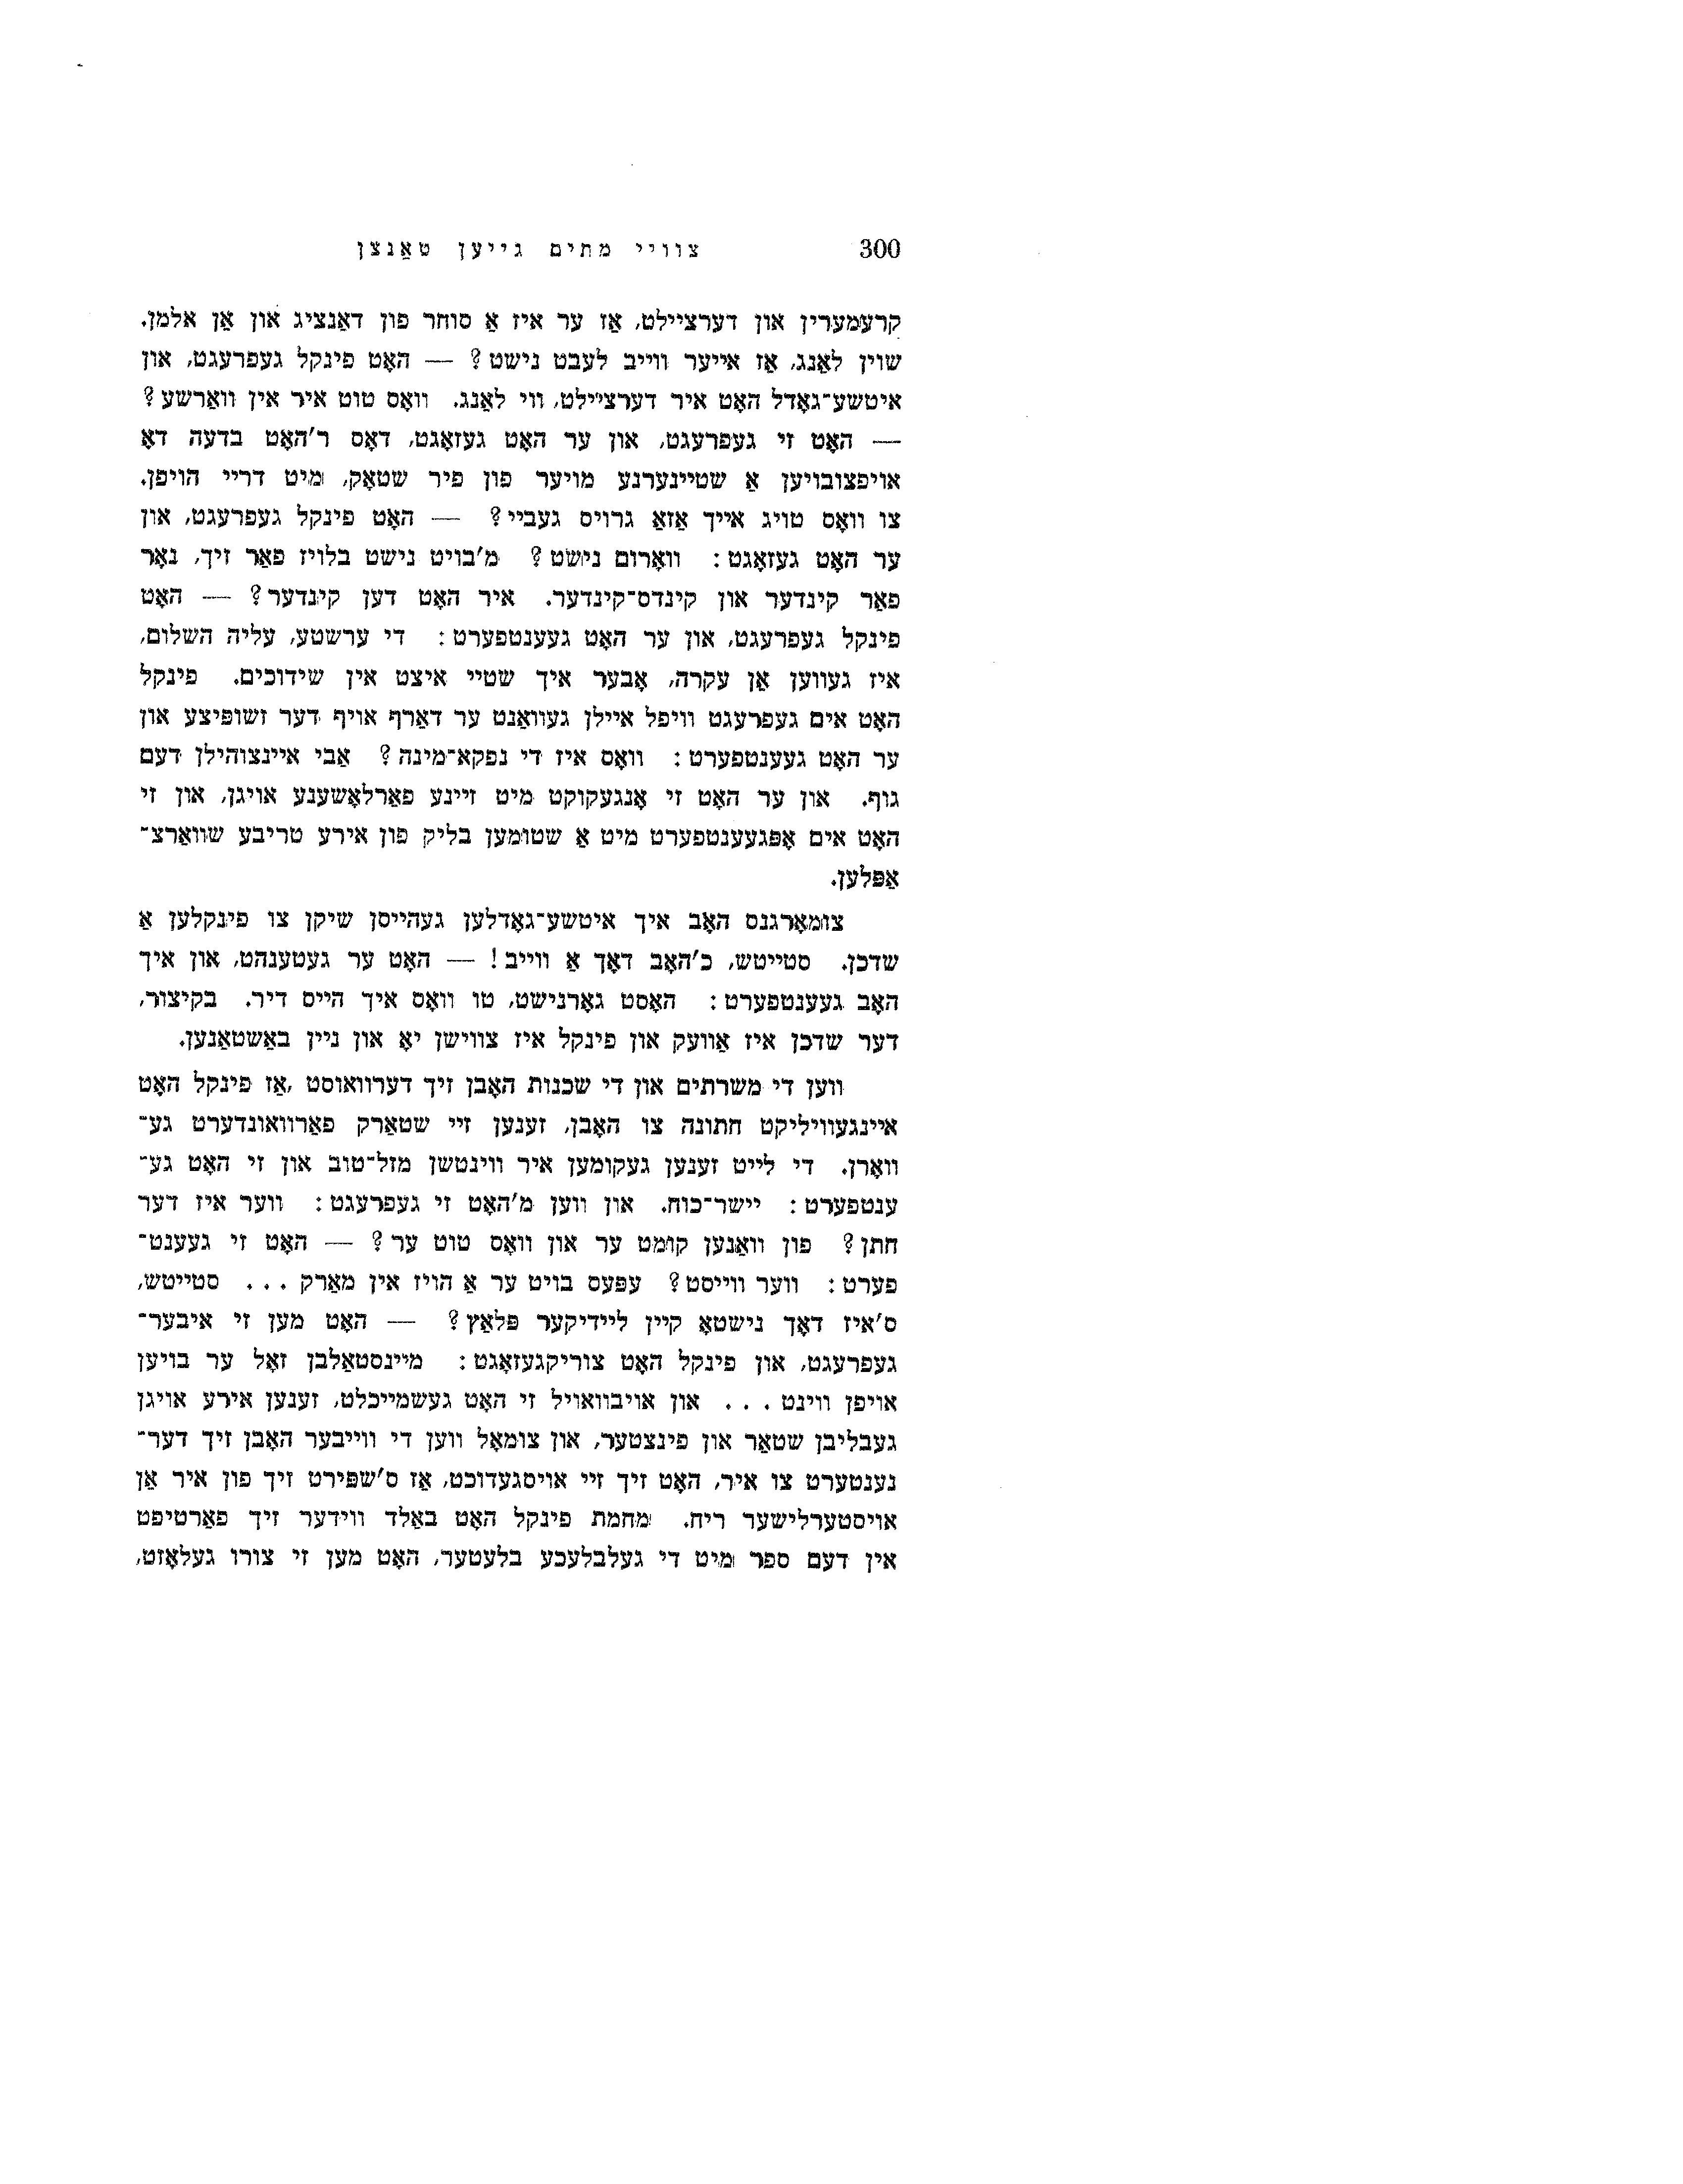 300 צוויי מתים גייען טאַנצן
קרעמערין און דערציילט, אַז ער איז אַ סוחר פון דאַנציג און אַן אלמן.
שוין לאַנג, אַז אייער ווייב לעבט נישט? — האָט פינקל געפרעגט, און
איטשע־גאָדל האָט איר דערציילט, ווי לאַנג. וואָס טוט איר אין וואַרשע?
— האָט זי געפרעגט, און ער האָט געזאָגט, דאָס ר'האָט בדעה דאָ
אויפצובויען אַ שטיינערנע מויער פון פיר שטאָק, מיט דריי הויפן.
צו וואָס טויג אייך אַזאַ גרויס געביי? — האָט פינקל געפרעגט, און
ער האָט געזאָגט: וואָרום נישט? מ'בויט נישט בלויז פאַר זיך, נאָר
פאַר קינדער און קינדס־קינדער. איר האָט דען קינדער? — האָט
פינקל געפרעגט, און ער האָט געענטפערט: די ערשטע, עליה השלום,
איז געווען אַן עקרה, אָבער איך שטיי איצט אין שידוכים. פינקל
האָט אים געפרעגט וויפל איילן געוואַנט ער דאַרף אויף דער זשופיצע און
ער האָט געענטפערט: וואָס איז די נפקא־מינה? אַבי איינצוהילן דעם
גוף. און ער האָט זי אָנגעקוקט מיט זיינע פאַרלאָשענע אויגן, און זי
האָט אים אָפּגעענטפערט מיט אַ שטומען בליק פון אירע טריבע שוואַרצ־
אַפּלען.
צומאָרגנס האָב איך איטשע־גאָדלען געהייסן שיקן צו פינקלען אַ
שדכן. סטייטש, כ'האָב דאָך אַ ווייב! — האָט ער געטענהט, און איך
האָב געענטפערט: האָסט גאָרנישט, טו וואָס איך הייס דיר. בקיצור,
דער שדכן איז אַוועק און פינקל איז צווישן יאָ און ניין באַשטאַנען.
ווען די משרתים און די שכנות האָבן זיך דערוואוסט ,אַז פינקל האָט
איינגעוויליקט חתונה צו האָבן, זענען זיי שטאַרק פאַרוואונדערט גע־
וואָרן. די לייט זענען געקומען איר ווינטשן מזל־טוב און זי האָט גע־
ענטפערט: יישר־כוח. און ווען מ'האָט זי געפרעגט: ווער איז דער
חתן? פון וואַנען קומט ער און וואָס טוט ער? — האָט זי געענט־
פערט: ווער ווייסט? עפּעס בויט ער אַ הויז אין מאַרק . . . סטייטש,
ס'איז דאָך נישטאָ קיין ליידיקער פּלאַץ? — האָט מען זי איבער־
געפרעגט, און פינקל האָט צוריקגעזאָגט: מיינסטאַלבן זאָל ער בויען
אויפן ווינט . . . און אויבוואויל זי האָט געשמייכלט, זענען אירע אויגן
געבליבן שטאַר און פינצטער, און צומאָל ווען די ווייבער האָבן זיך דער־
נענטערט צו איר, האָט זיך זיי אויסגעדוכט, אַז ס'שפּירט זיך פון איר אַן
אויסטערלישער ריח. מחמת פינקל האָט באַלד ווידער זיך פאַרטיפט
אין דעם ספר מיט די געלבלעכע בלעטער, האָט מען זי צורו געלאָזט,